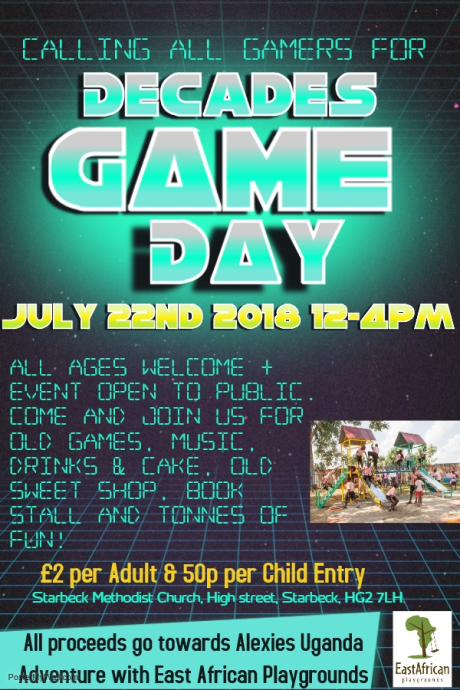 CALLING ALL GAMERS FOR
DECADES
GAME
DAY
JULY 22ND 2018 12-4PM
ALL AGES WELCOME +
EVENT OPEN TO PUBLIC.
COME AND JOIN US FOR
OLD GAMES, MUSIC,
DRINKS & CAKE, OLD
SWEET SHOP, BOOK
STALL AND TONNES OF
FUN!
£2 per Adult & 50p per Child Entry
Starbeck Methodist Church, High street, Starbeck, HG2 7LH
All proceeds go towards Alexies Uganda
Adventure with East African Playgrounds
EastAfrican
playgrounds